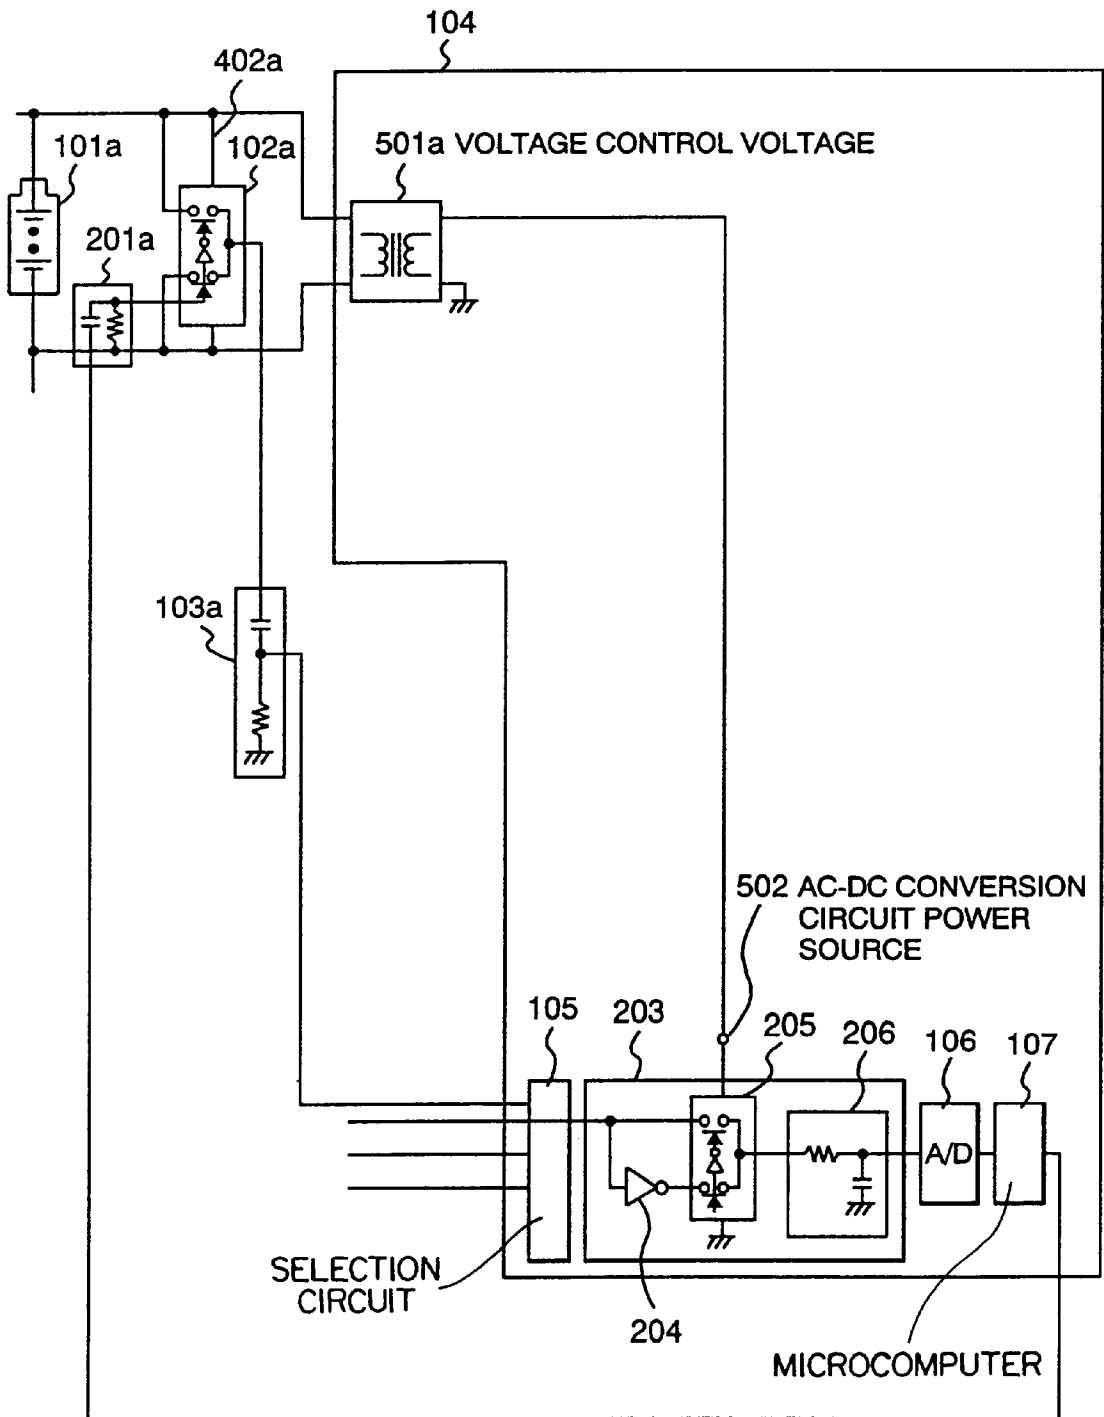 104
402a
101a
102a
501a VOLTAGE CONTROL VOLTAGE
201a
103a
502 AC-DC CONVERSION
CIRCUIT POWER
SOURCE
105
203
205
206
106
107
A/D
SELECTION
CIRCUIT
204
MICROCOMPUTER